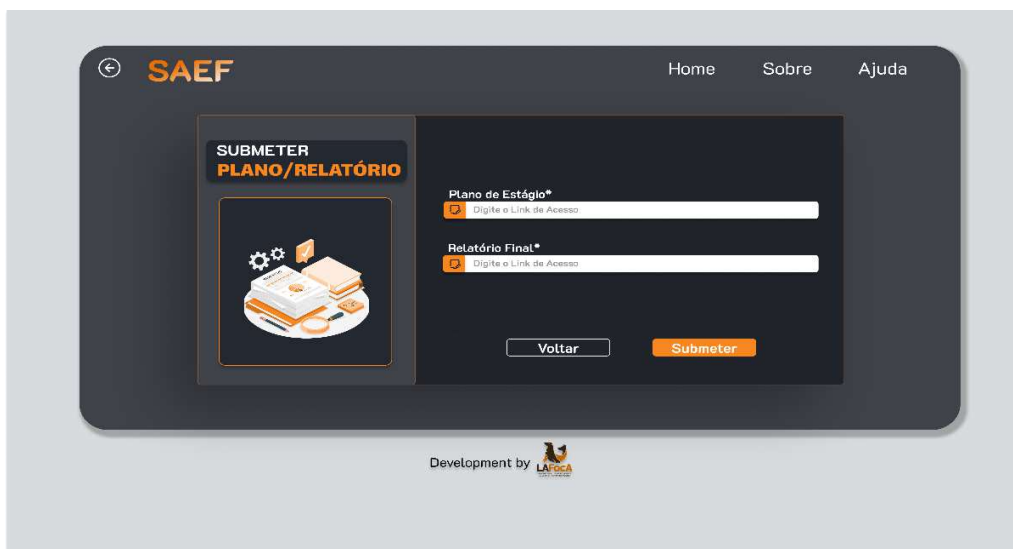 SAEF
Home Sobre Ajuda
SUBMETER
PLANO/RELATÓRIO
Plano de Estágio*
Digite o Link de Acesso
Relatório Final*
Digite o Link de Acesso
Voltar Submeter
Development by LAFocA